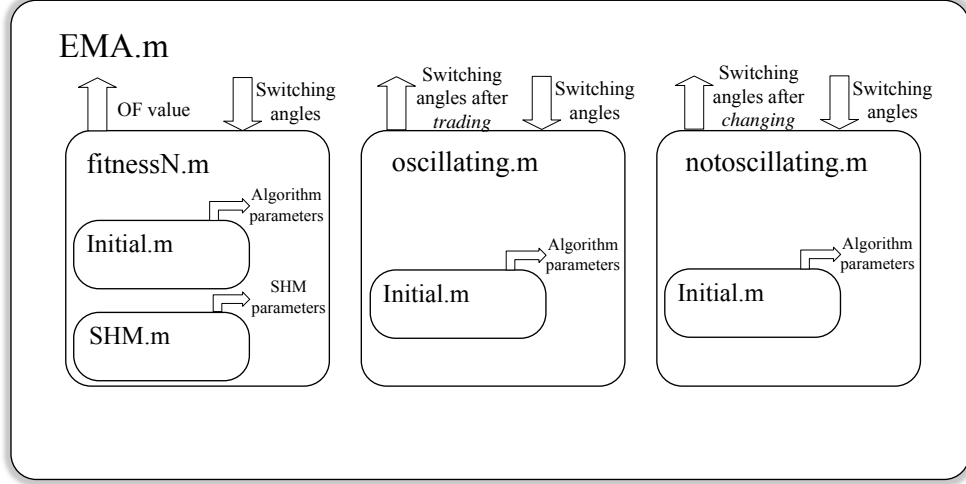 EMA.m
OF value
Switching
angles
fitnessN.m
Algorithm
parameters
Initial.m
SHM
parameters
SHM.m
Switching
angles after
trading
Switching
angles
oscillating.m
Algorithm
parameters
Initial.m
Switching
angles after
changing
Switching
angles
notoscillating.m
Algorithm
parameters
Initial.m